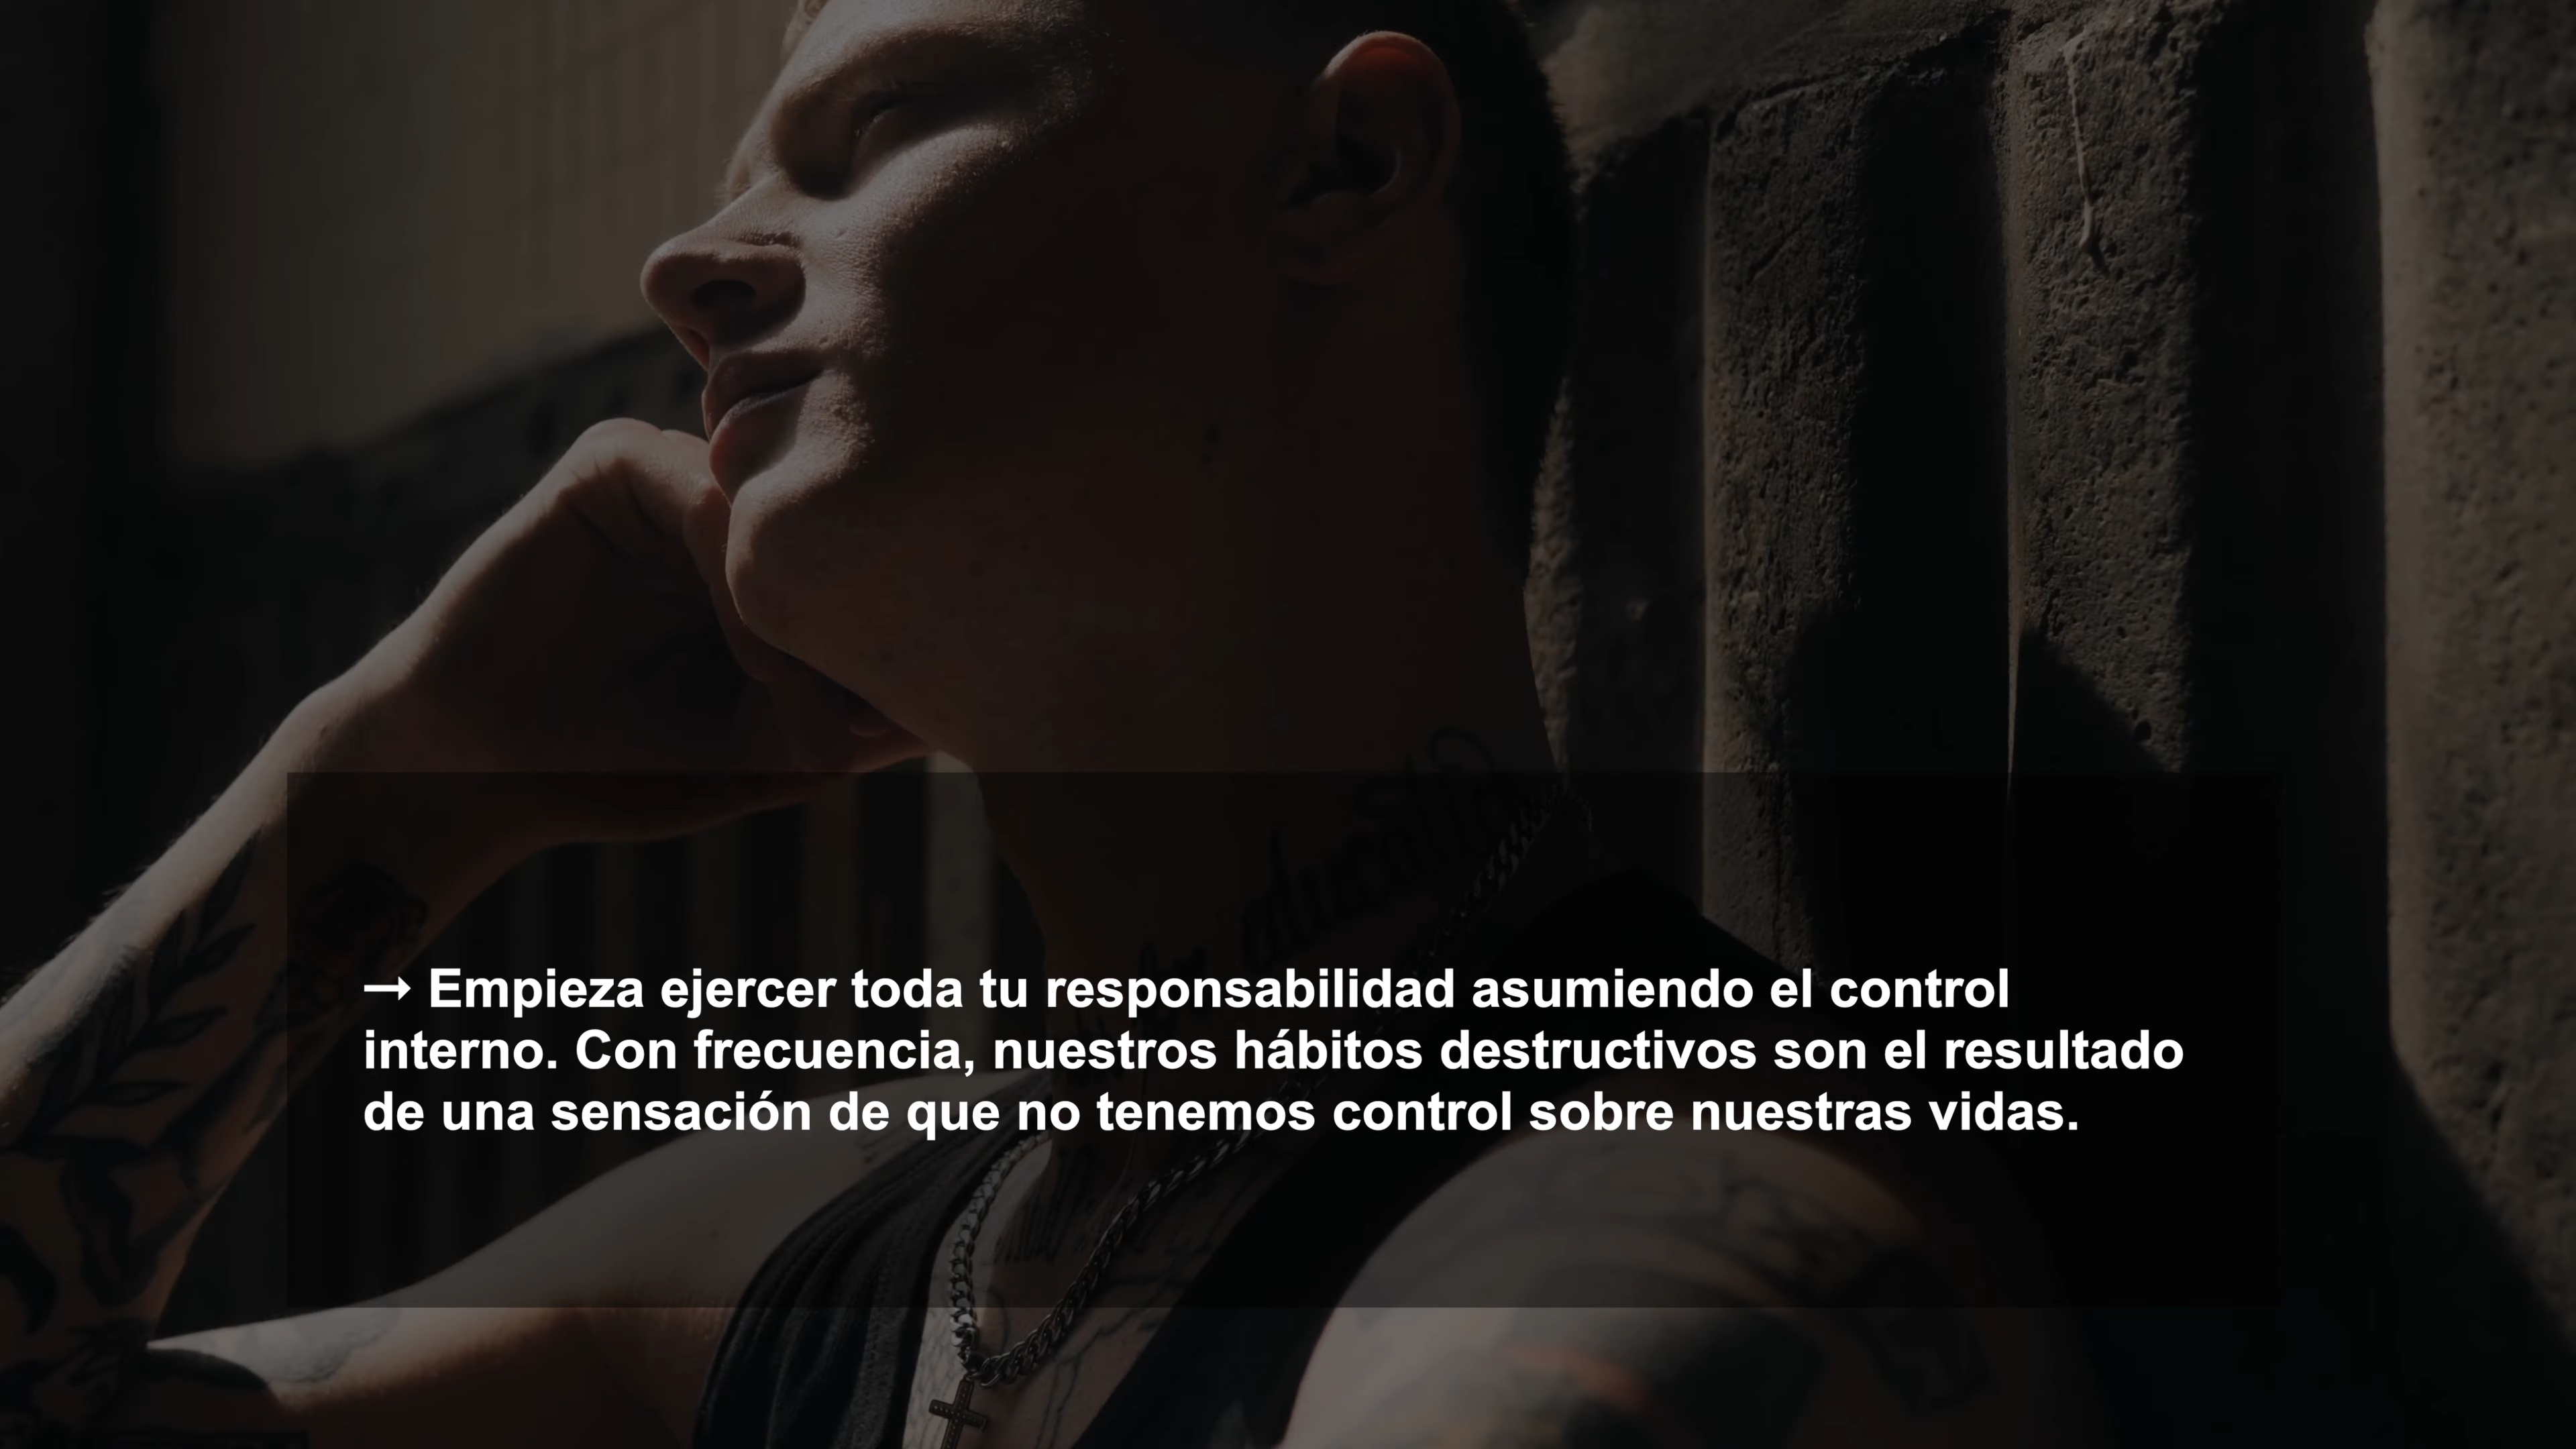 → Empieza ejercer toda tu responsabilidad asumiendo el control
interno. Con frecuencia, nuestros hábitos destructivos son el resultado
de una sensación de que no tenemos control sobre nuestras vidas.